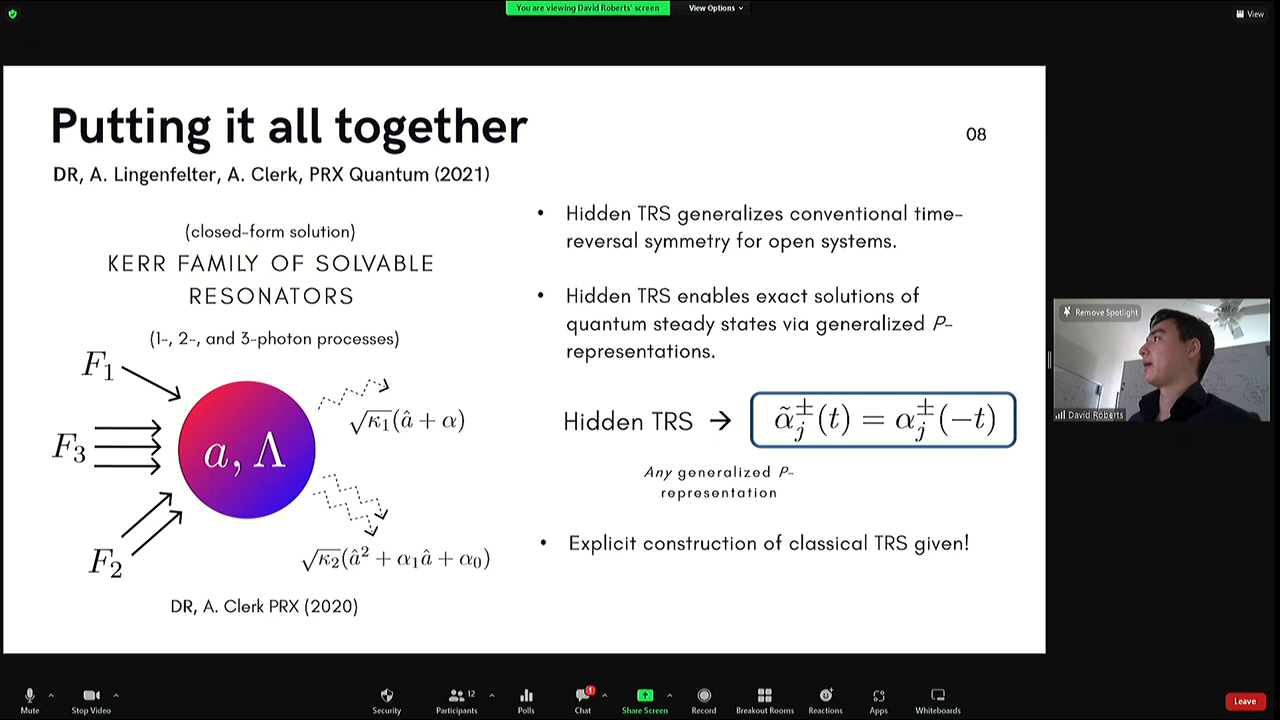 You are viewing David Roberts' screen
View Options
View
Putting it all together
08
DR, A. Lingenfelter, A. Clerk, PRX Quantum (2021)
(closed-form solution)
KERR FAMILY OF SOLVABLE
RESONATORS
(1-, 2-, and 3-photon processes)
F₁
F₃
F₂
a, Λ
√κ₁(â + α)
√κ₂(â² + α₁â + α₀)
DR, A. Clerk PRX (2020)
• Hidden TRS generalizes conventional time-
reversal symmetry for open systems.
• Hidden TRS enables exact solutions of
quantum steady states via generalized P-
representations.
Hidden TRS → α̃ⱼ±(t) = αⱼ±(−t)
Any generalized P-
representation
• Explicit construction of classical TRS given!
Remove Spotlight
David Roberts
Mute
Stop Video
Security
Participants
12
Polls
Chat
1
Share Screen
Record
Breakout Rooms
Reactions
Apps
Whiteboards
Leave